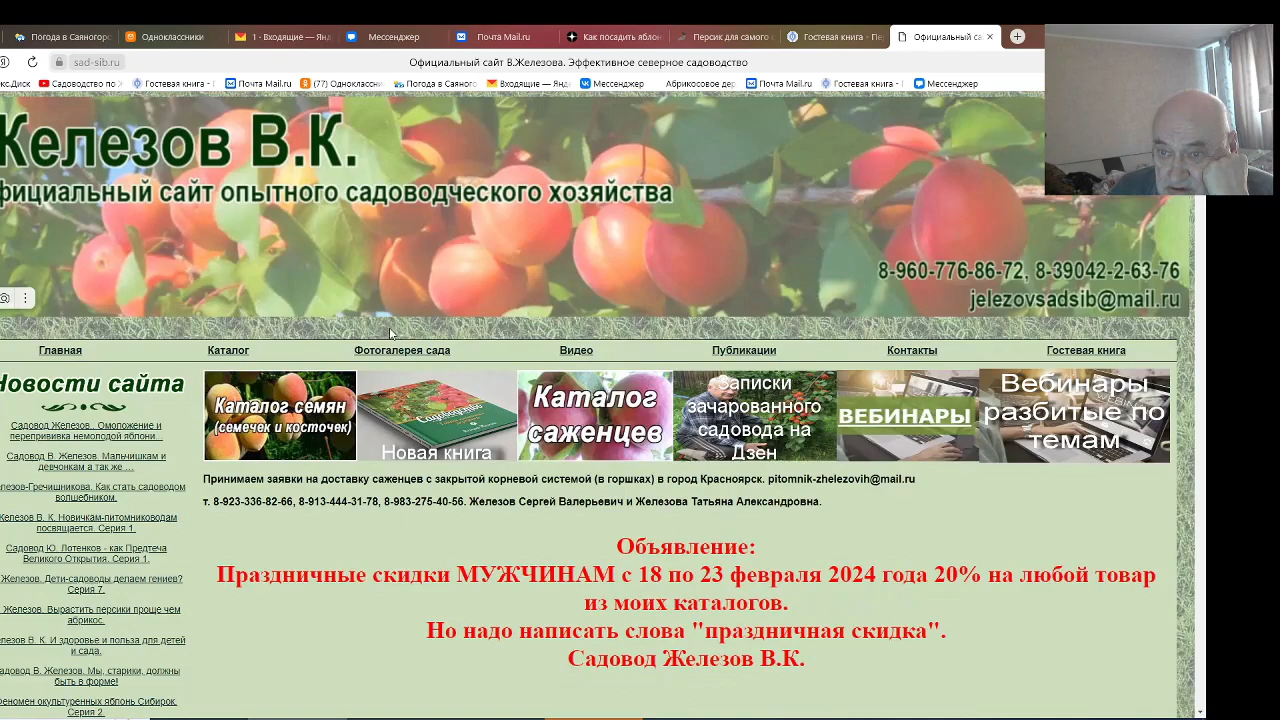 Погода в Саяногор
Одноклассники
1 - Входящие — Янд
Мессенджер
Почта Mail.ru
Как посадить яблон
Персик для самого с
Гостевая книга - Пе
Официальный са
sad-sib.ru
Официальный сайт В.Железова. Эффективное северное садоводство
кс.Диск
Садоводство по
Гостевая книга -
Почта Mail.ru
(77) Одноклассни
Погода в Саяного
Входящие — Янд
Мессенджер
Абрикосовое дер
Почта Mail.ru
Гостевая книга -
Мессенджер
Железов В.К.
фициальный сайт опытного садоводческого хозяйства
8-960-776-86-72, 8-39042-2-63-76
jelezovsadsib@mail.ru
Главная
Каталог
Фотогалерея сада
Видео
Публикации
Контакты
Гостевая книга
Новости сайта
Каталог семян
(семечек и косточек)
Садоводство
Новая книга
Каталог
саженцев
Записки
зачарованного
садовода на
Дзен
ВЕБИНАРЫ
Вебинары
разбитые по
темам
Садовод Железов.. Омоложение и
перепрививка немолодой яблони...
Садовод В. Железов. Мальчишкам и
девчонкам а так же ...
елезов-Гречишникова. Как стать садоводом
волшебником.
Железов В. К. Новичкам-питомниководам
посвящается. Серия 1.
Садовод Ю. Лотенков - как Предтеча
Великого Открытия. Серия 1.
Железов. Дети-садоводы делаем гениев?
Серия 7.
Железов. Вырастить персики проще чем
абрикос.
елезов В. К. И здоровье и польза для детей
и сада.
адовод В. Железов. Мы, старики, должны
быть в форме!
Феномен окультуренных яблонь Сибирок.
Серия 2.
Принимаем заявки на доставку саженцев с закрытой корневой системой (в горшках) в город Красноярск. pitomnik-zhelezovih@mail.ru
т. 8-923-336-82-66, 8-913-444-31-78, 8-983-275-40-56. Железов Сергей Валерьевич и Железова Татьяна Александровна.
Объявление:
Праздничные скидки МУЖЧИНАМ с 18 по 23 февраля 2024 года 20% на любой товар
из моих каталогов.
Но надо написать слова "праздничная скидка".
Садовод Железов В.К.